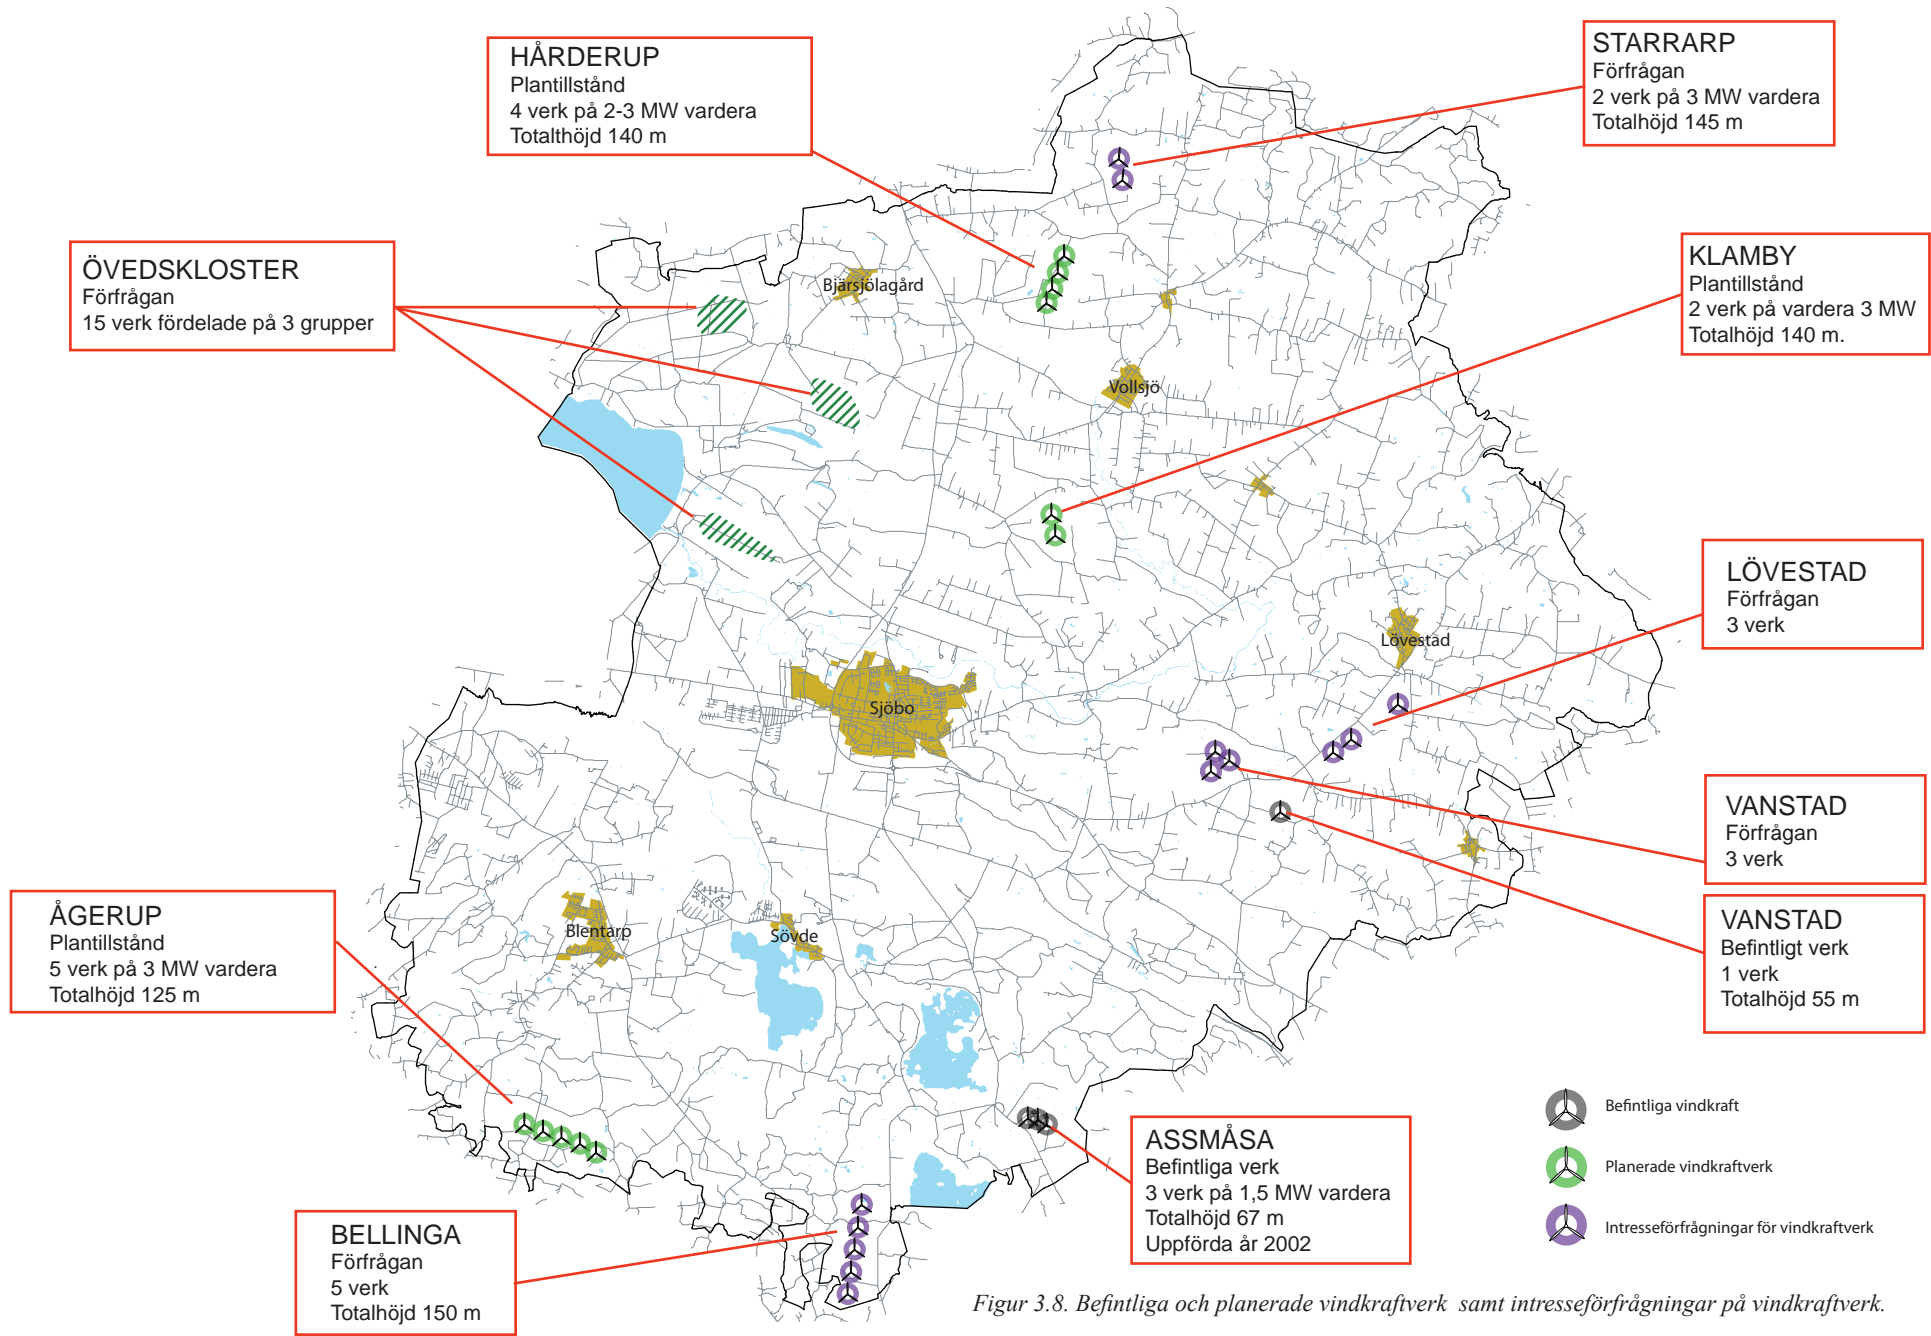 HÅRDERUP
Plantillstånd
4 verk på 2-3 MW vardera
Totalthöjd 140 m
STARRARP
Förfrågan
2 verk på 3 MW vardera
Totalhöjd 145 m
ÖVEDSKLOSTER
Förfrågan
15 verk fördelade på 3 grupper
KLAMBY
Plantillstånd
2 verk på vardera 3 MW
Totalhöjd 140 m.
Bjärsjölagård
Vollsjö
LÖVESTAD
Förfrågan
3 verk
Lövestad
Sjöbo
VANSTAD
Förfrågan
3 verk
ÅGERUP
Plantillstånd
5 verk på 3 MW vardera
Totalhöjd 125 m
Blentarp
Sövde
VANSTAD
Befintligt verk
1 verk
Totalhöjd 55 m
ASSMÅSA
Befintliga verk
3 verk på 1,5 MW vardera
Totalhöjd 67 m
Uppförda år 2002
BELLINGA
Förfrågan
5 verk
Totalhöjd 150 m
Befintliga vindkraft
Planerade vindkraftverk
Intresseförfrågningar för vindkraftverk
Figur 3.8. Befintliga och planerade vindkraftverk samt intresseförfrågningar på vindkraftverk.